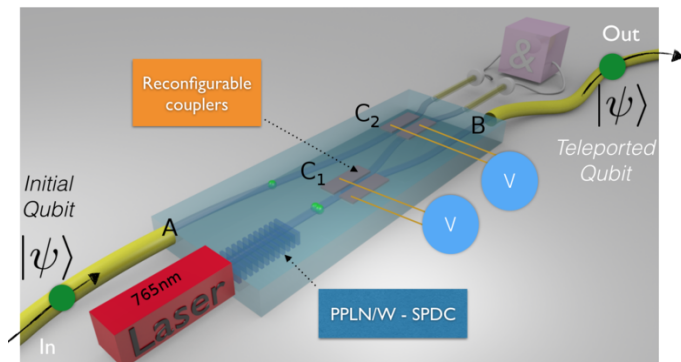 Out
&
|ψ⟩
Teleported
Qubit
Reconfigurable
couplers
C2
B
C1
V
V
Initial
Qubit
|ψ⟩
A
In
765nm
Laser
PPLN/W - SPDC